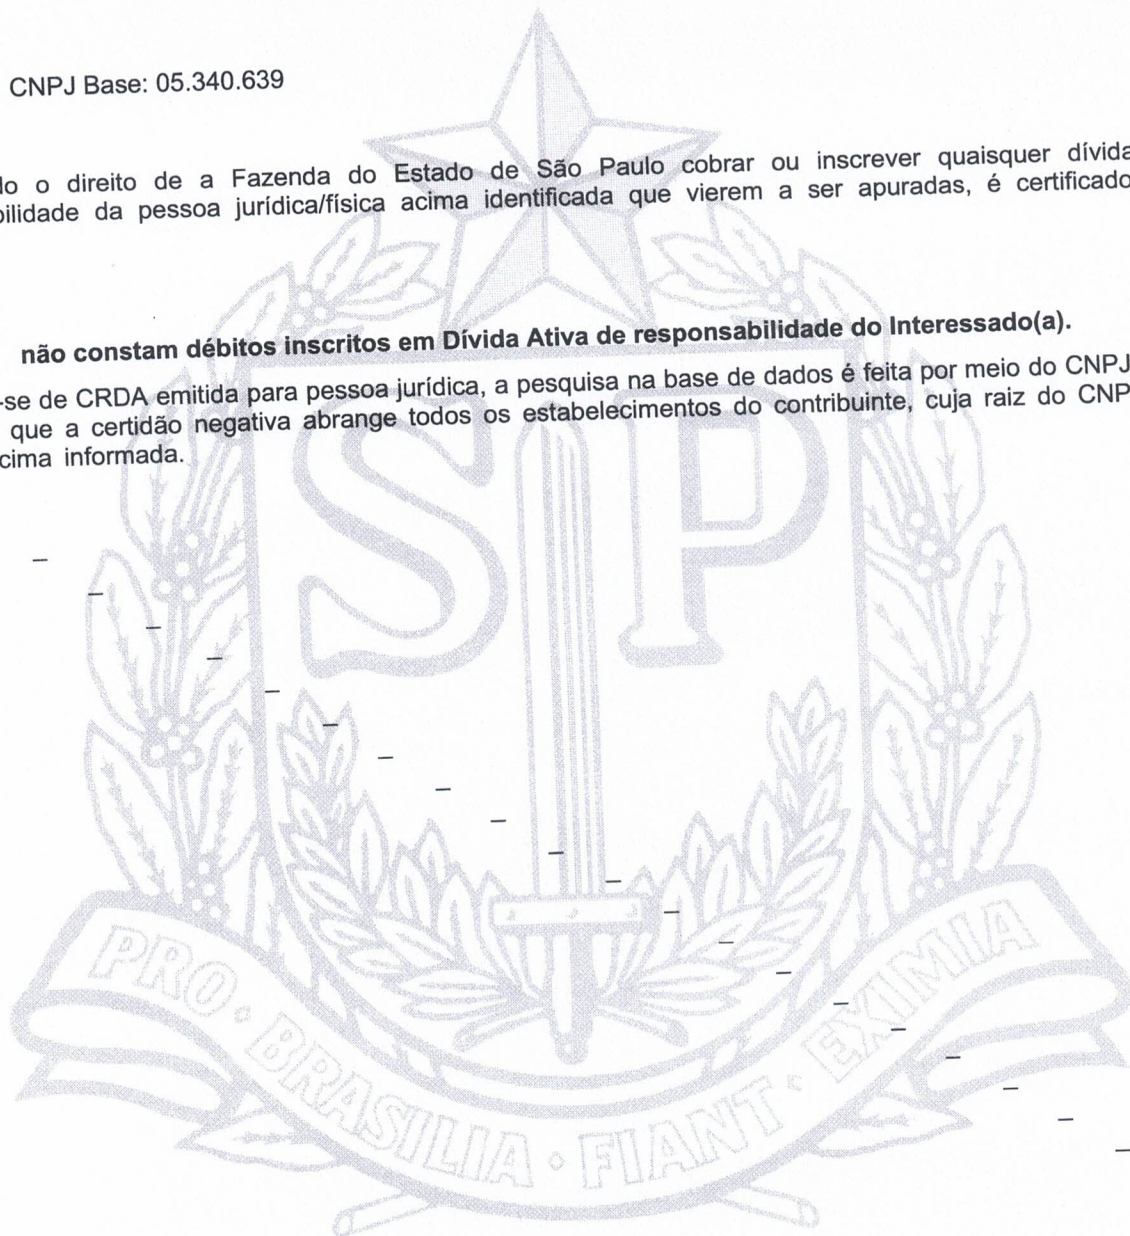 CNPJ Base: 05.340.639
lo o direito de a Fazenda do Estado de São Paulo cobrar ou inscrever quaisquer dívida
bilidade da pessoa jurídica/física acima identificada que vierem a ser apuradas, é certificado
não constam débitos inscritos em Dívida Ativa de responsabilidade do Interessado(a).
-se de CRDA emitida para pessoa jurídica, a pesquisa na base de dados é feita por meio do CNPJ
que a certidão negativa abrange todos os estabelecimentos do contribuinte, cuja raiz do CNP
cima informada.
SP
PRO • BRASILIA • FIANT • EXIMIA